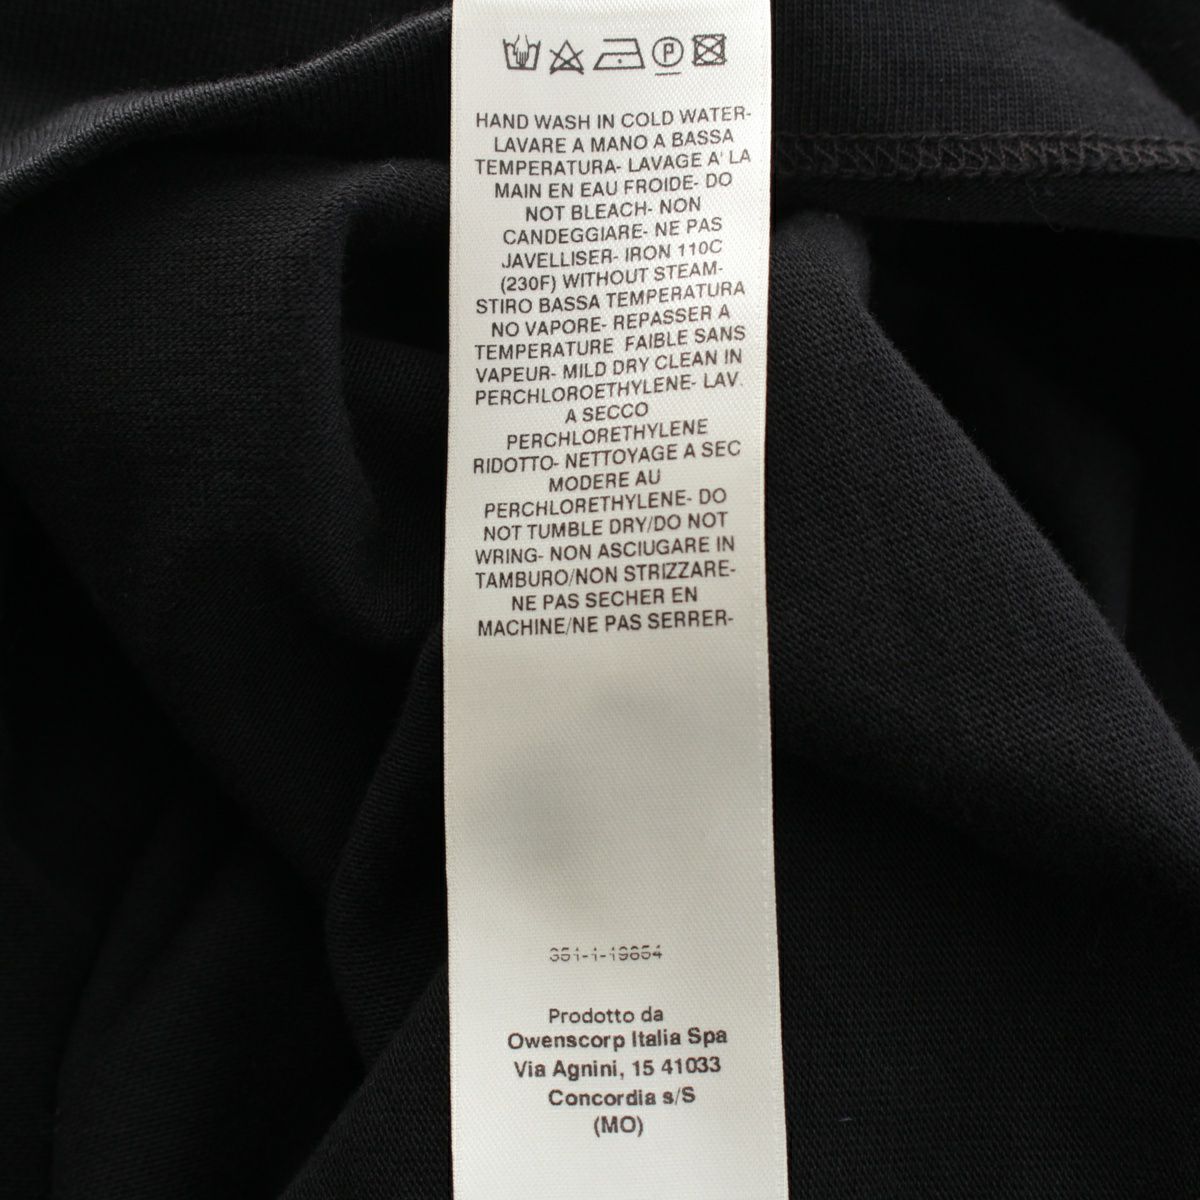 HAND WASH IN COLD WATER-
LAVARE A MANO A BASSA
TEMPERATURA- LAVAGE A' LA
MAIN EN EAU FROIDE- DO
NOT BLEACH- NON
CANDEGGIARE- NE PAS
JAVELLISER- IRON 110C
(230F) WITHOUT STEAM-
STIRO BASSA TEMPERATURA
NO VAPORE- REPASSER A
TEMPERATURE FAIBLE SANS
VAPEUR- MILD DRY CLEAN IN
PERCHLOROETHYLENE- LAV.
A SECCO
PERCHLORETHYLENE
RIDOTTO- NETTOYAGE A SEC
MODERE AU
PERCHLORETHYLENE- DO
NOT TUMBLE DRY/DO NOT
WRING- NON ASCIUGARE IN
TAMBURO/NON STRIZZARE-
NE PAS SECHER EN
MACHINE/NE PAS SERRER-
Prodotto da
Owenscorp Italia Spa
Via Agnini, 15 41033
Concordia s/S
(MO)